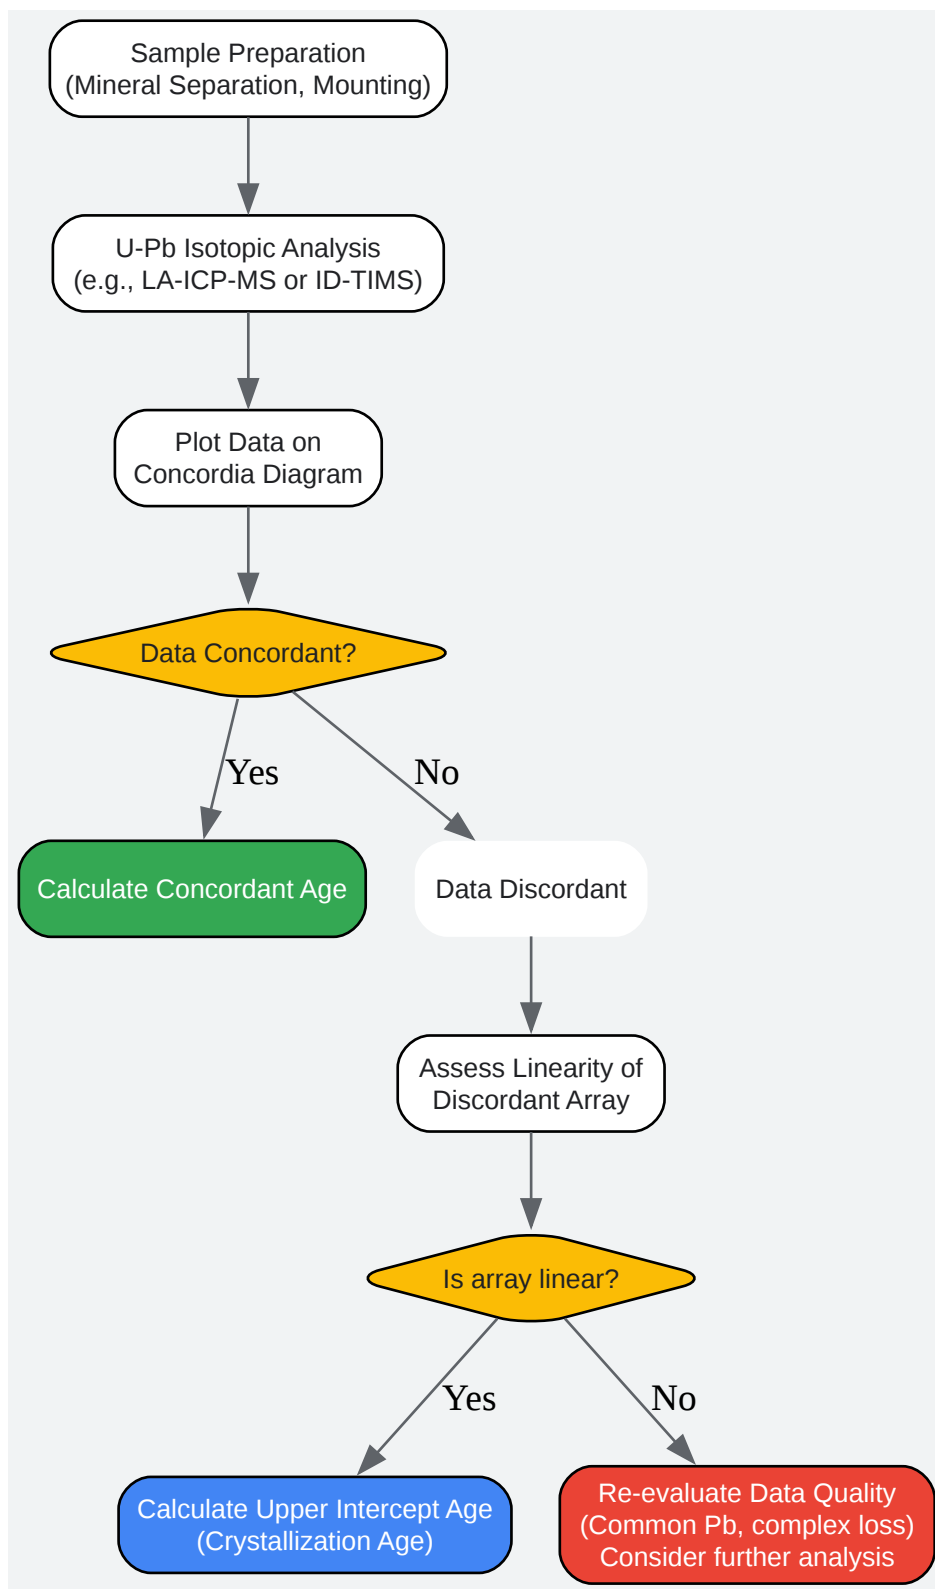 Sample Preparation
(Mineral Separation, Mounting)
U-Pb Isotopic Analysis
(e.g., LA-ICP-MS or ID-TIMS)
Plot Data on
Concordia Diagram
Data Concordant?
Yes
No
Calculate Concordant Age
Data Discordant
Assess Linearity of
Discordant Array
Is array linear?
Yes
No
Calculate Upper Intercept Age
(Crystallization Age)
Re-evaluate Data Quality
(Common Pb, complex loss)
Consider further analysis